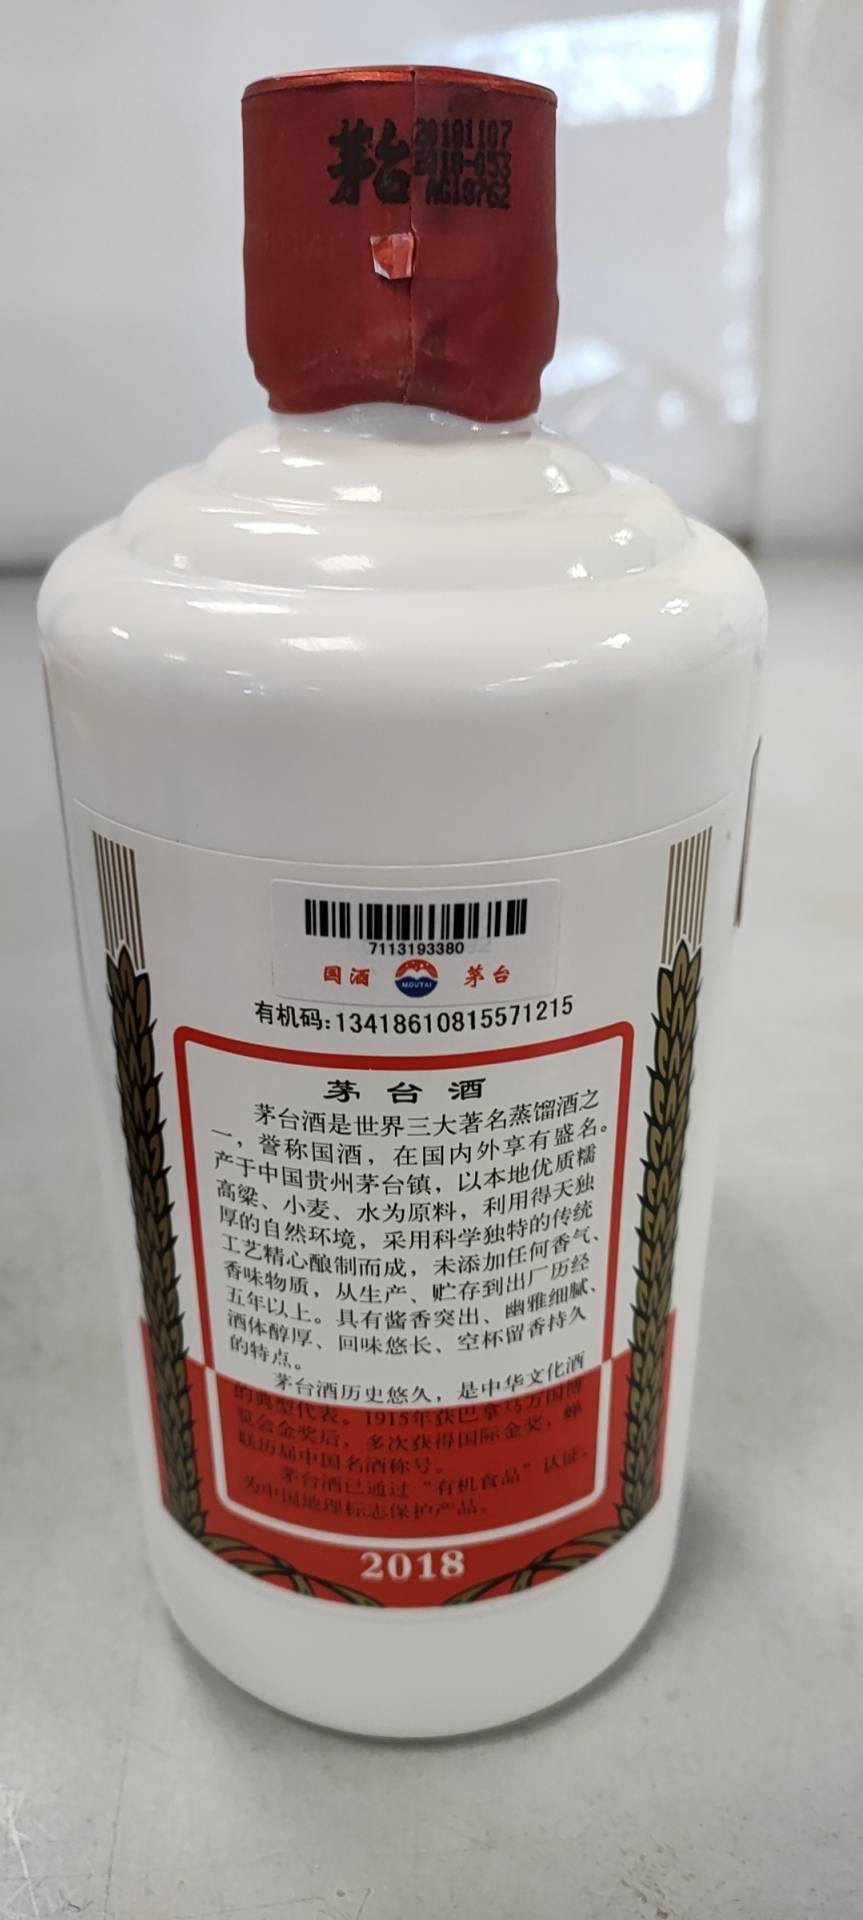 茅台
20181107
2018-053
AG18762
7113193380
国酒 MOUTAI 茅台
有机码:13418610815571215
茅台酒
茅台酒是世界三大著名蒸馏酒之
一，誉称国酒，在国内外享有盛名。
产于中国贵州茅台镇，以本地优质糯
高粱、小麦、水为原料，利用得天独
厚的自然环境，采用科学独特的传统
工艺精心酿制而成，未添加任何香气、
香味物质，从生产、贮存到出厂历经
五年以上。具有酱香突出、幽雅细腻、
酒体醇厚、回味悠长、空杯留香持久
的特点。
茅台酒历史悠久，是中华文化酒
的典型代表。1915年获巴拿马万国博
览会金奖后，多次获得国际金奖，蝉
联历届中国名酒称号。
茅台酒已通过“有机食品”认证，
为中国地理标志保护产品。
2018